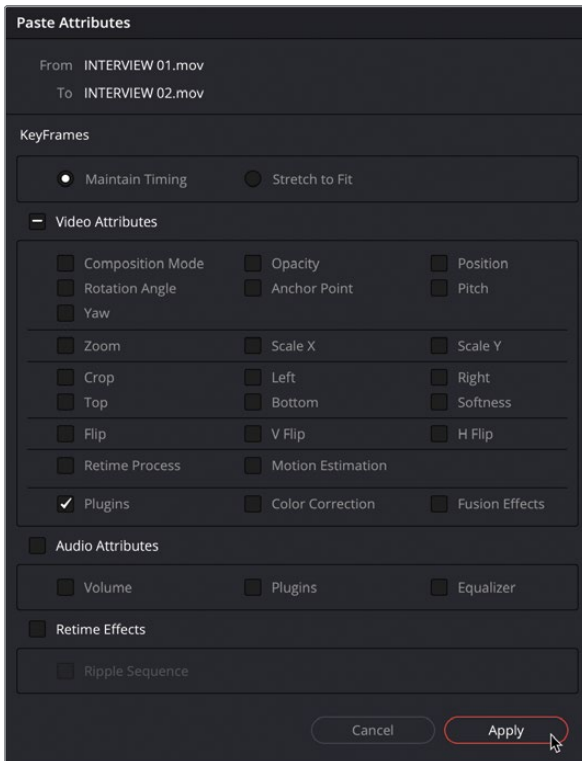 Paste Attributes
From INTERVIEW 01.mov
To INTERVIEW 02.mov
KeyFrames
Maintain Timing Stretch to Fit
Video Attributes
Composition Mode Opacity Position
Rotation Angle Anchor Point Pitch
Yaw
Zoom Scale X Scale Y
Crop Left Right
Top Bottom Softness
Flip V Flip H Flip
Retime Process Motion Estimation
Plugins Color Correction Fusion Effects
Audio Attributes
Volume Plugins Equalizer
Retime Effects
Ripple Sequence
Cancel Apply